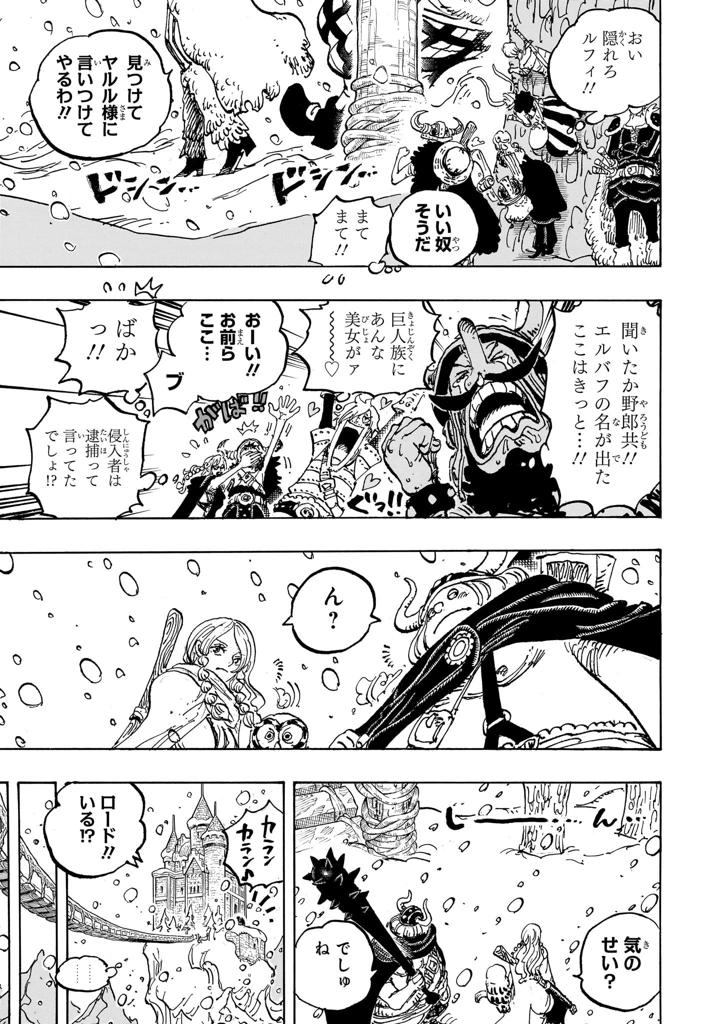 おい
隠れろ
ルフィ!!
いい奴
そうだ
まて
まて!!
見つけて
ヤルル様に
言いつけて
やるわ!!
ドシン…
ドシン…
聞いたか野郎共!!
エルバフの名が出た
ここはきっと…!!
巨人族に
あんな
美女がァ
♡
ぐっ!!
おーい!!
お前ら
ここ…
ブ
がばっ!!
ばか
っ!!
侵入者は
逮捕って
言ってた
でしょ!?
ん?
しーーん…
気の
せい?
でしゅ
ね
カラン
カラン♪
ロード!!
いる!?
……